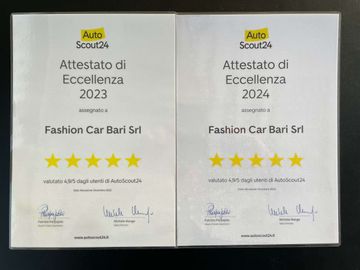 Auto
Scout24
Attestato di
Eccellenza
2023
assegnato a
Fashion Car Bari Srl
valutato 4,9/5 dagli utenti di AutoScout24
www.autoscout24.it
Auto
Scout24
Attestato di
Eccellenza
2024
assegnato a
Fashion Car Bari Srl
valutato 4,9/5 dagli utenti di AutoScout24
www.autoscout24.it